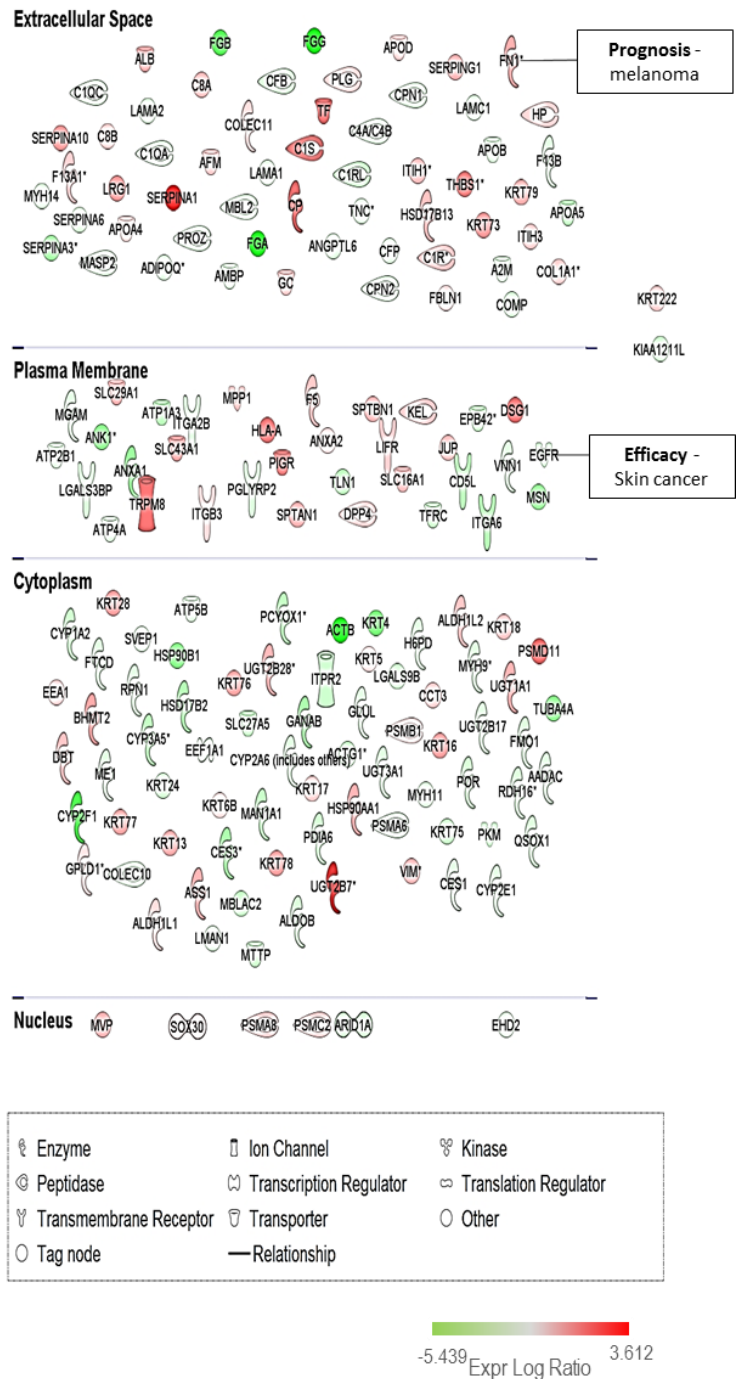 Extracellular Space
FGB
FGG
APOD
ALB
SERPING1
FN1*
Prognosis -
melanoma
C1QC
C8A
CFB
PLG
CPN1
LAMA2
COLEC11
TF
LAMC1
HP
SERPINA10
C8B
C4A/C4B
C1QA
C1S
APOB
F13B
F13A1*
AFM
LAMA1
C1RL
ITIH1*
THBS1*
KRT79
MYH14
LRG1
SERPINA1
CP
HSD17B13
SERPINA6
MBL2
TNC*
APOA5
APOA4
KRT73
SERPINA3*
PROZ
FGA
ANGPTL6
CFP
ITIH3
MASP2
ADIPOQ*
C1R*
AMBP
GC
A2M
COL1A1*
CPN2
FBLN1
COMP
KRT222
KIAA1211L
Plasma Membrane
SLC29A1
MPP1
F5
MGAM
ATP1A3
ITGA2B
SPTBN1
KEL
EPB42*
DSG1
ANK1*
HLA-A
ANXA2
ATP2B1
SLC43A1
LIFR
JUP
VNN1
EGFR
Efficacy -
Skin cancer
ANXA1
PIGR
LGALS3BP
PGLYRP2
TLN1
SLC16A1
CD5L
TRPM8
MSN
ITGB3
SPTAN1
DPP4
TFRC
ITGA6
ATP4A
Cytoplasm
KRT28
ATP5B
PCYOX1*
ACTB
KRT4
ALDH1L2
KRT18
CYP1A2
SVEP1
H6PD
FTCD
HSP90B1
KRT5
MYH9*
PSMD11
UGT2B28*
RPN1
KRT76
ITPR2
LGALS9B
UGT1A1
EEA1
HSD17B2
CCT3
TUBA4A
BHMT2
GLUL
SLC27A5
GANAB
PSMB1
UGT2B17
CYP3A5*
EEF1A1
KRT16
FMO1
DBT
CYP2A6 (includes others)
ACTG1*
ME1
UGT3A1
AADAC
KRT24
KRT17
POR
RDH16*
MYH11
CYP2F1
KRT6B
MAN1A1
HSP90AA1
KRT77
PSMA6
KRT75
PKM
KRT13
PDIA6
QSOX1
CES3*
KRT78
GPLD1*
COLEC10
VIM*
CES1
ASS1
UGT2B7*
CYP2E1
MBLAC2
ALDH1L1
ALDOB
LMAN1
MTTP
Nucleus
MVP
SOX30
PSMA8
PSMC2
ARID1A
EHD2
Enzyme
Ion Channel
Kinase
Peptidase
Transcription Regulator
Translation Regulator
Transmembrane Receptor
Transporter
Other
Tag node
Relationship
-5.439
3.612
Expr Log Ratio